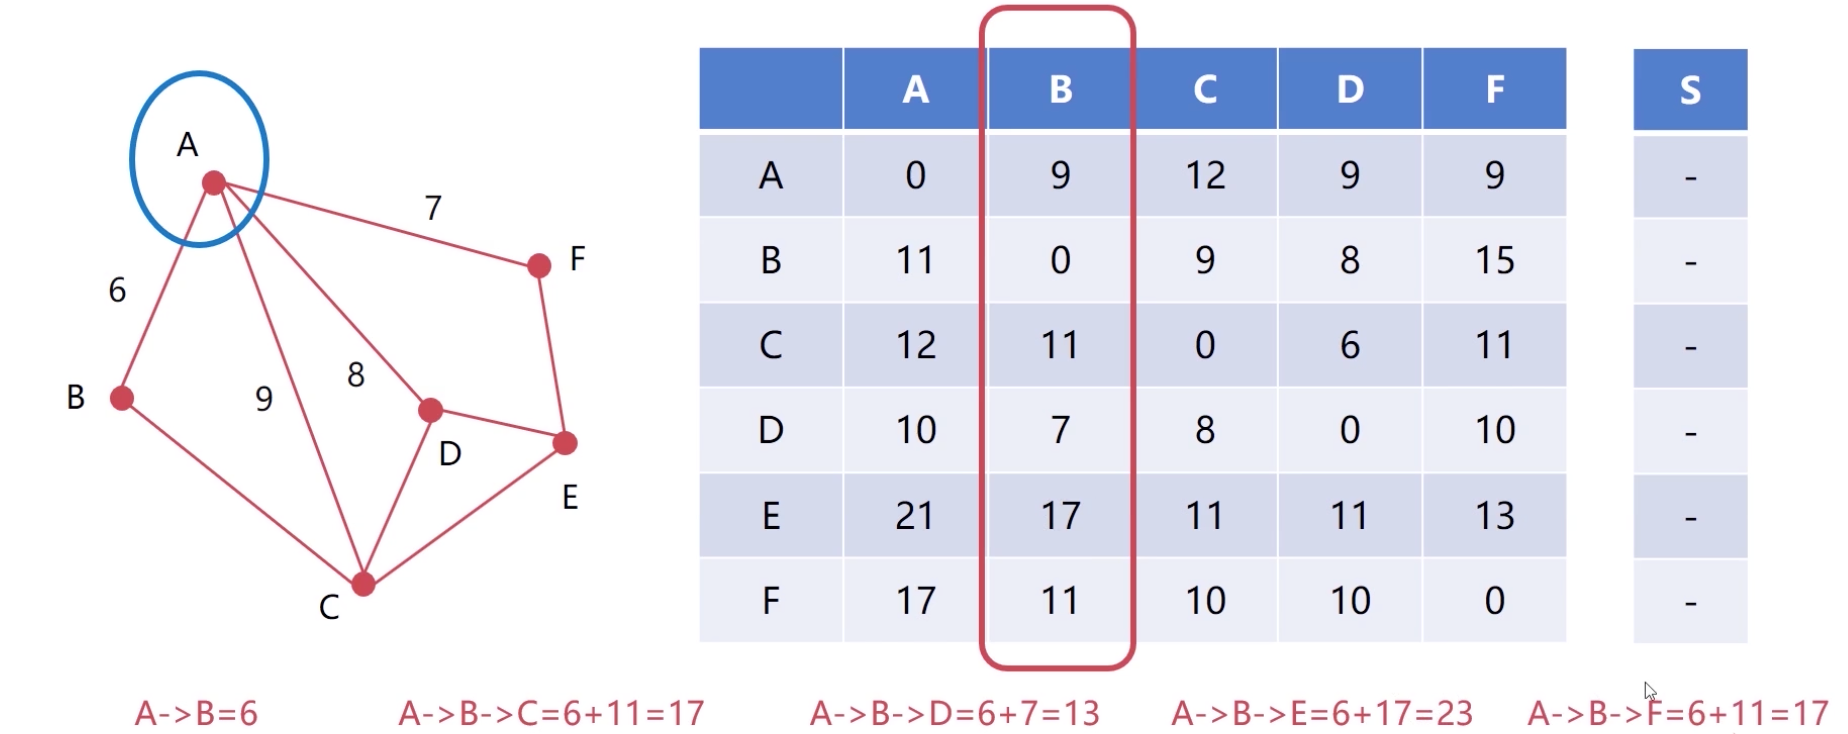 A
7
F
6
8
9
B
D
E
C
A B C D F S
A 0 9 12 9 9 -
B 11 0 9 8 15 -
C 12 11 0 6 11 -
D 10 7 8 0 10 -
E 21 17 11 11 13 -
F 17 11 10 10 0 -
A->B=6 A->B->C=6+11=17 A->B->D=6+7=13 A->B->E=6+17=23 A->B->F=6+11=17